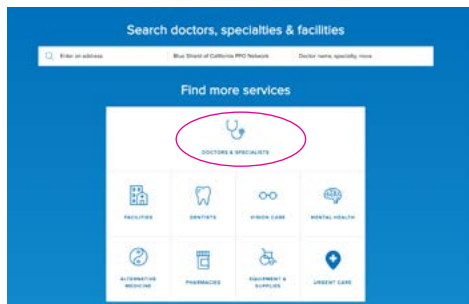 Search doctors, specialties & facilities
Enter an address
Blue Shield of California PPO Network
Doctor name, specialty, more
Find more services
DOCTORS & SPECIALISTS
FACILITIES
DENTISTS
VISION CARE
MENTAL HEALTH
ALTERNATIVE
MEDICINE
PHARMACIES
EQUIPMENT &
SUPPLIES
URGENT CARE